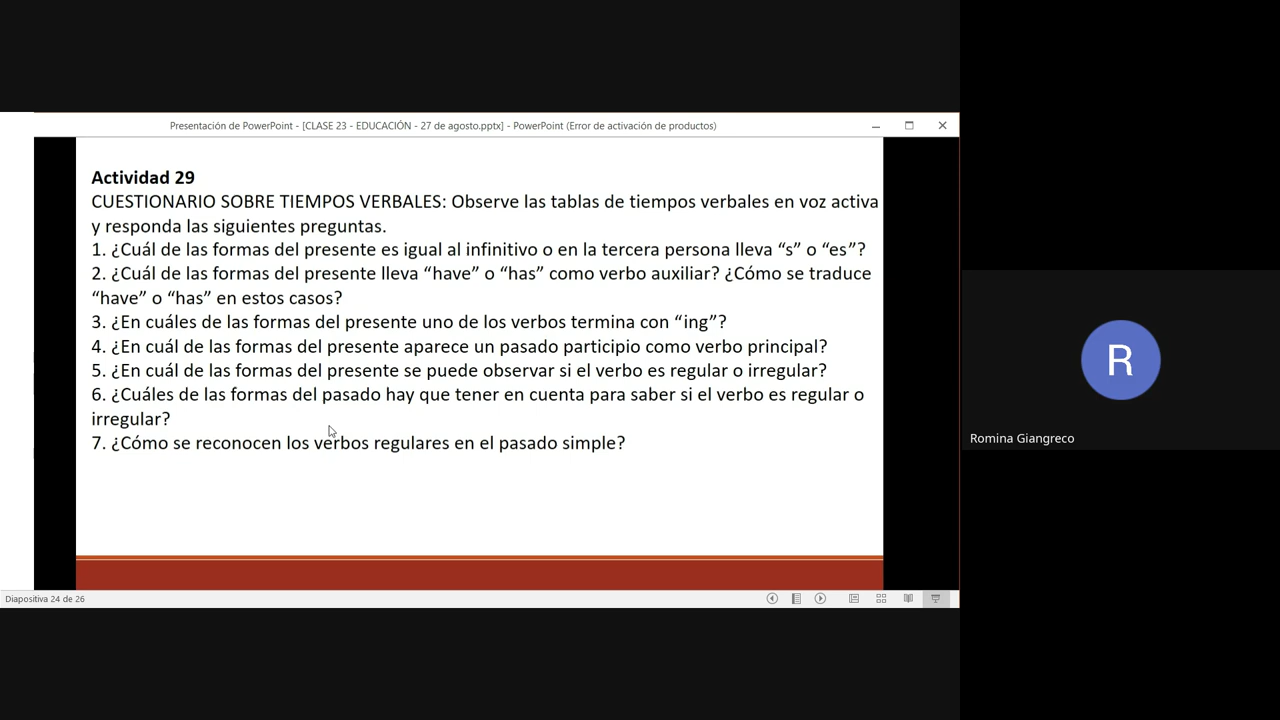 Presentación de PowerPoint - [CLASE 23 - EDUCACIÓN - 27 de agosto.pptx] - PowerPoint (Error de activación de productos)
Actividad 29
CUESTIONARIO SOBRE TIEMPOS VERBALES: Observe las tablas de tiempos verbales en voz activa
y responda las siguientes preguntas.
1. ¿Cuál de las formas del presente es igual al infinitivo o en la tercera persona lleva “s” o “es”?
2. ¿Cuál de las formas del presente lleva “have” o “has” como verbo auxiliar? ¿Cómo se traduce
“have” o “has” en estos casos?
3. ¿En cuáles de las formas del presente uno de los verbos termina con “ing”?
4. ¿En cuál de las formas del presente aparece un pasado participio como verbo principal?
5. ¿En cuál de las formas del presente se puede observar si el verbo es regular o irregular?
6. ¿Cuáles de las formas del pasado hay que tener en cuenta para saber si el verbo es regular o
irregular?
7. ¿Cómo se reconocen los verbos regulares en el pasado simple?
Diapositiva 24 de 26
R
Romina Giangreco